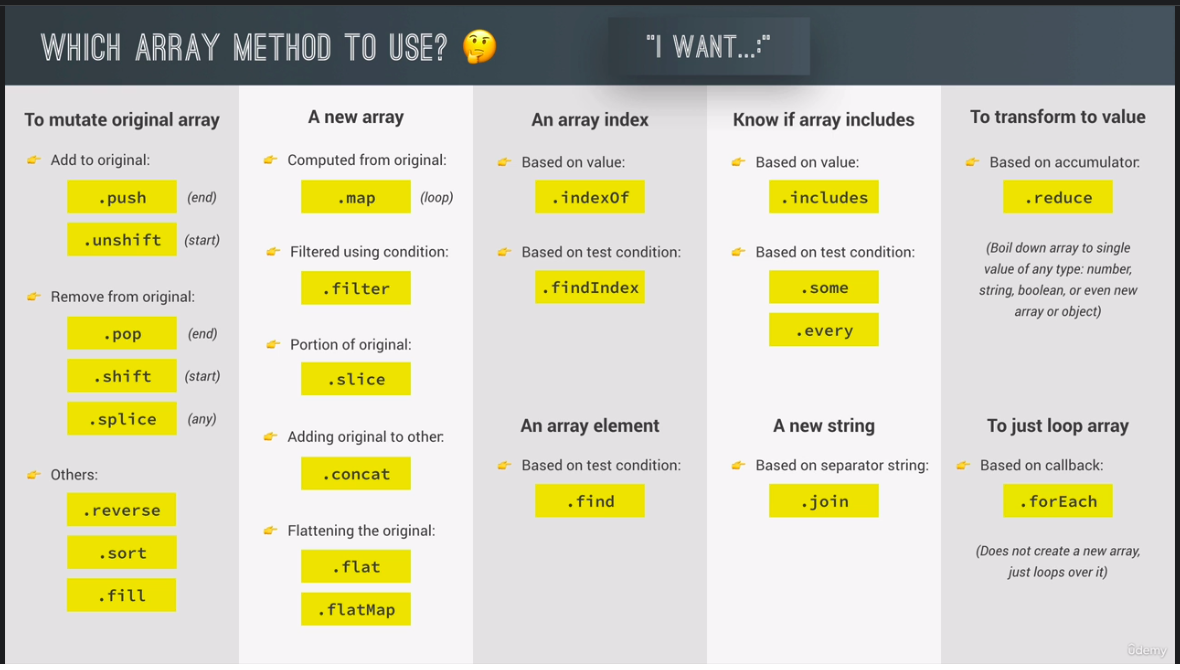 WHICH ARRAY METHOD TO USE? 🤔
"I WANT...:"
To mutate original array
👉 Add to original:
.push (end)
.unshift (start)
👉 Remove from original:
.pop (end)
.shift (start)
.splice (any)
👉 Others:
.reverse
.sort
.fill
A new array
👉 Computed from original:
.map (loop)
👉 Filtered using condition:
.filter
👉 Portion of original:
.slice
👉 Adding original to other:
.concat
👉 Flattening the original:
.flat
.flatMap
An array index
👉 Based on value:
.indexOf
👉 Based on test condition:
.findIndex
An array element
👉 Based on test condition:
.find
Know if array includes
👉 Based on value:
.includes
👉 Based on test condition:
.some
.every
A new string
👉 Based on separator string:
.join
To transform to value
👉 Based on accumulator:
.reduce
(Boil down array to single
value of any type: number,
string, boolean, or even new
array or object)
To just loop array
👉 Based on callback:
.forEach
(Does not create a new array,
just loops over it)
ûdemy